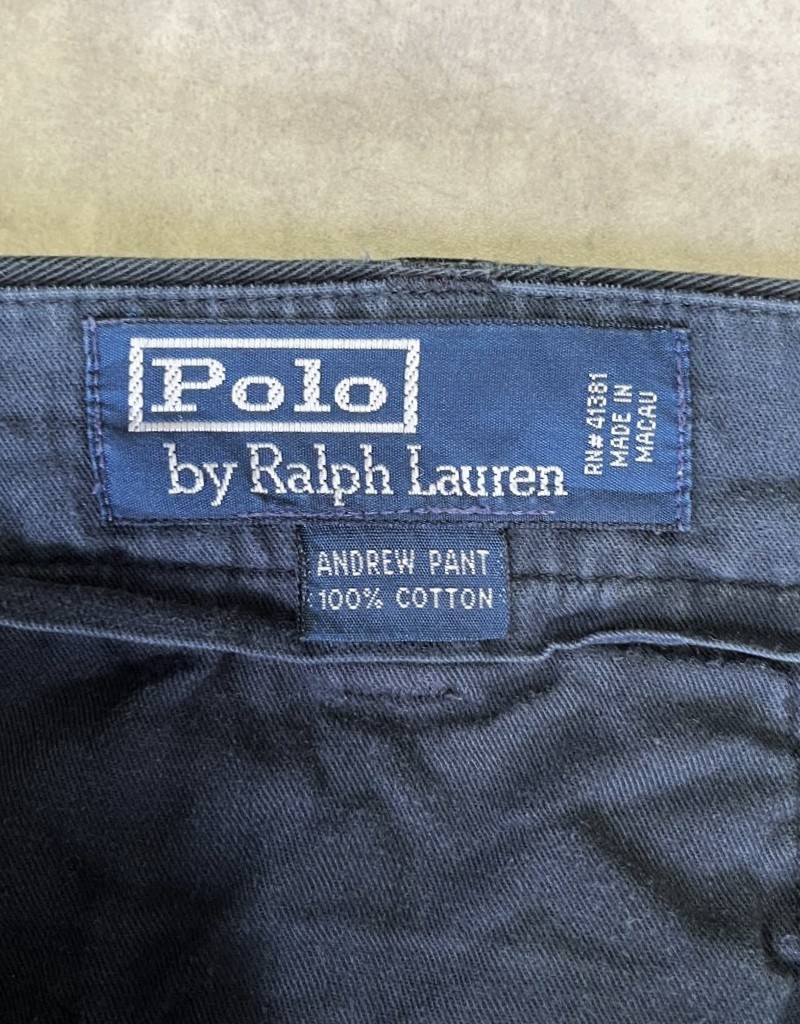 Polo
by Ralph Lauren
RN# 41381
MADE IN
MACAU
ANDREW PANT
100% COTTON